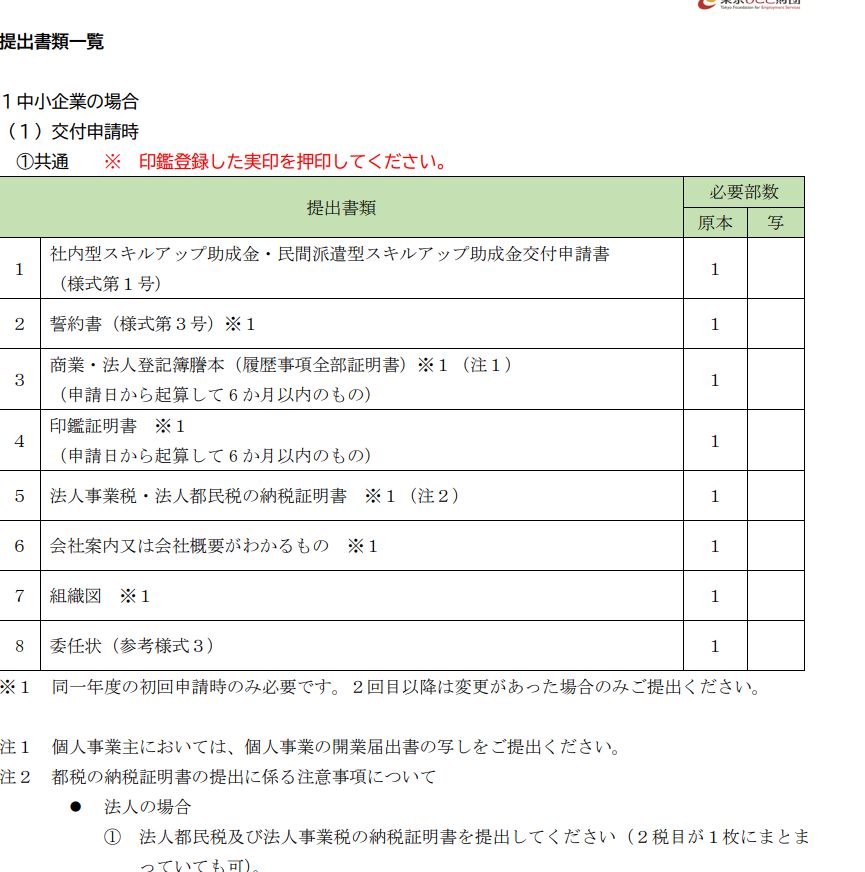 東京しごと財団
Tokyo Foundation for Employment Services
提出書類一覧
１中小企業の場合
（１）交付申請時
①共通　　※　印鑑登録した実印を押印してください。
提出書類
必要部数
原本 写
1 社内型スキルアップ助成金・民間派遣型スキルアップ助成金交付申請書
（様式第１号） 1
2 誓約書（様式第３号）※１ 1
3 商業・法人登記簿謄本（履歴事項全部証明書）※１（注１）
（申請日から起算して６か月以内のもの） 1
4 印鑑証明書　※１
（申請日から起算して６か月以内のもの） 1
5 法人事業税・法人都民税の納税証明書　※１（注２） 1
6 会社案内又は会社概要がわかるもの　※１ 1
7 組織図　※１ 1
8 委任状（参考様式３） 1
※１　同一年度の初回申請時のみ必要です。２回目以降は変更があった場合のみご提出ください。
注１　個人事業主においては、個人事業の開業届出書の写しをご提出ください。
注２　都税の納税証明書の提出に係る注意事項について
● 法人の場合
①　法人都民税及び法人事業税の納税証明書を提出してください（２税目が１枚にまとま
っていても可）。